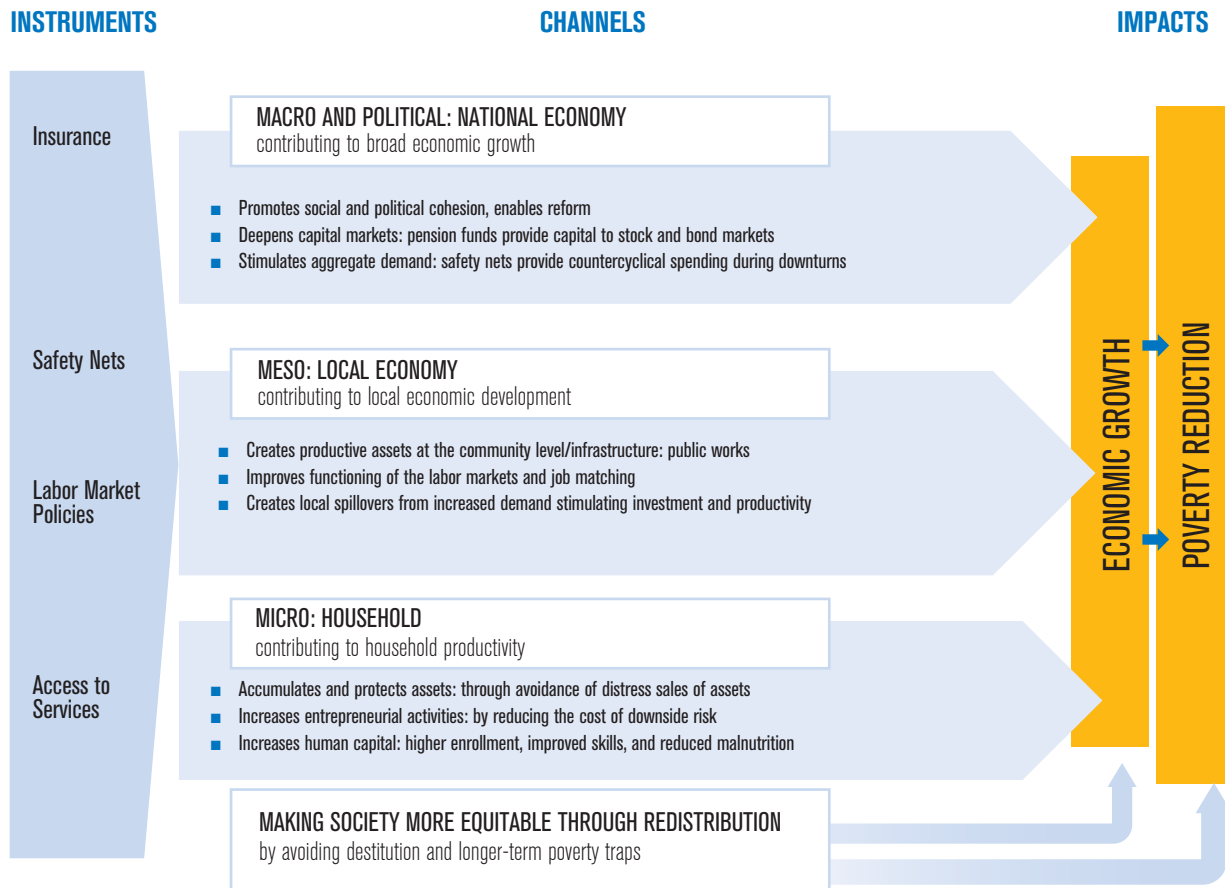 INSTRUMENTS
CHANNELS
IMPACTS
Insurance
Safety Nets
Labor Market
Policies
Access to
Services
MACRO AND POLITICAL: NATIONAL ECONOMY
contributing to broad economic growth
■ Promotes social and political cohesion, enables reform
■ Deepens capital markets: pension funds provide capital to stock and bond markets
■ Stimulates aggregate demand: safety nets provide countercyclical spending during downturns
MESO: LOCAL ECONOMY
contributing to local economic development
■ Creates productive assets at the community level/infrastructure: public works
■ Improves functioning of the labor markets and job matching
■ Creates local spillovers from increased demand stimulating investment and productivity
MICRO: HOUSEHOLD
contributing to household productivity
■ Accumulates and protects assets: through avoidance of distress sales of assets
■ Increases entrepreneurial activities: by reducing the cost of downside risk
■ Increases human capital: higher enrollment, improved skills, and reduced malnutrition
MAKING SOCIETY MORE EQUITABLE THROUGH REDISTRIBUTION
by avoiding destitution and longer-term poverty traps
ECONOMIC GROWTH
POVERTY REDUCTION